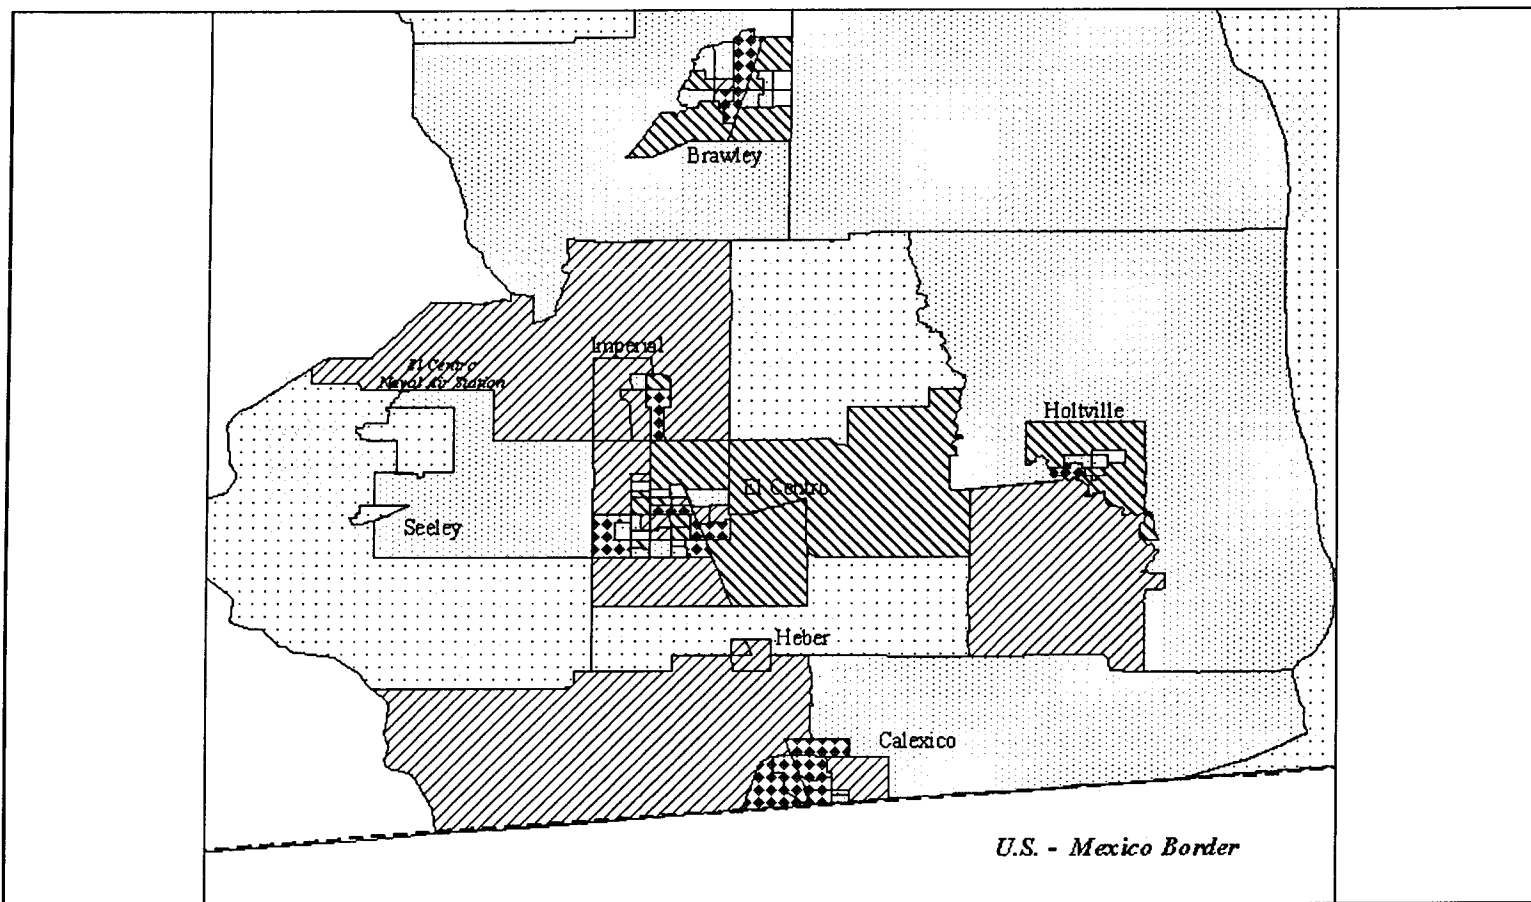 Brawley
Imperial
El Centro
Naval Air Station
Holtville
El Centro
Seeley
Heber
Calexico
U.S. - Mexico Border